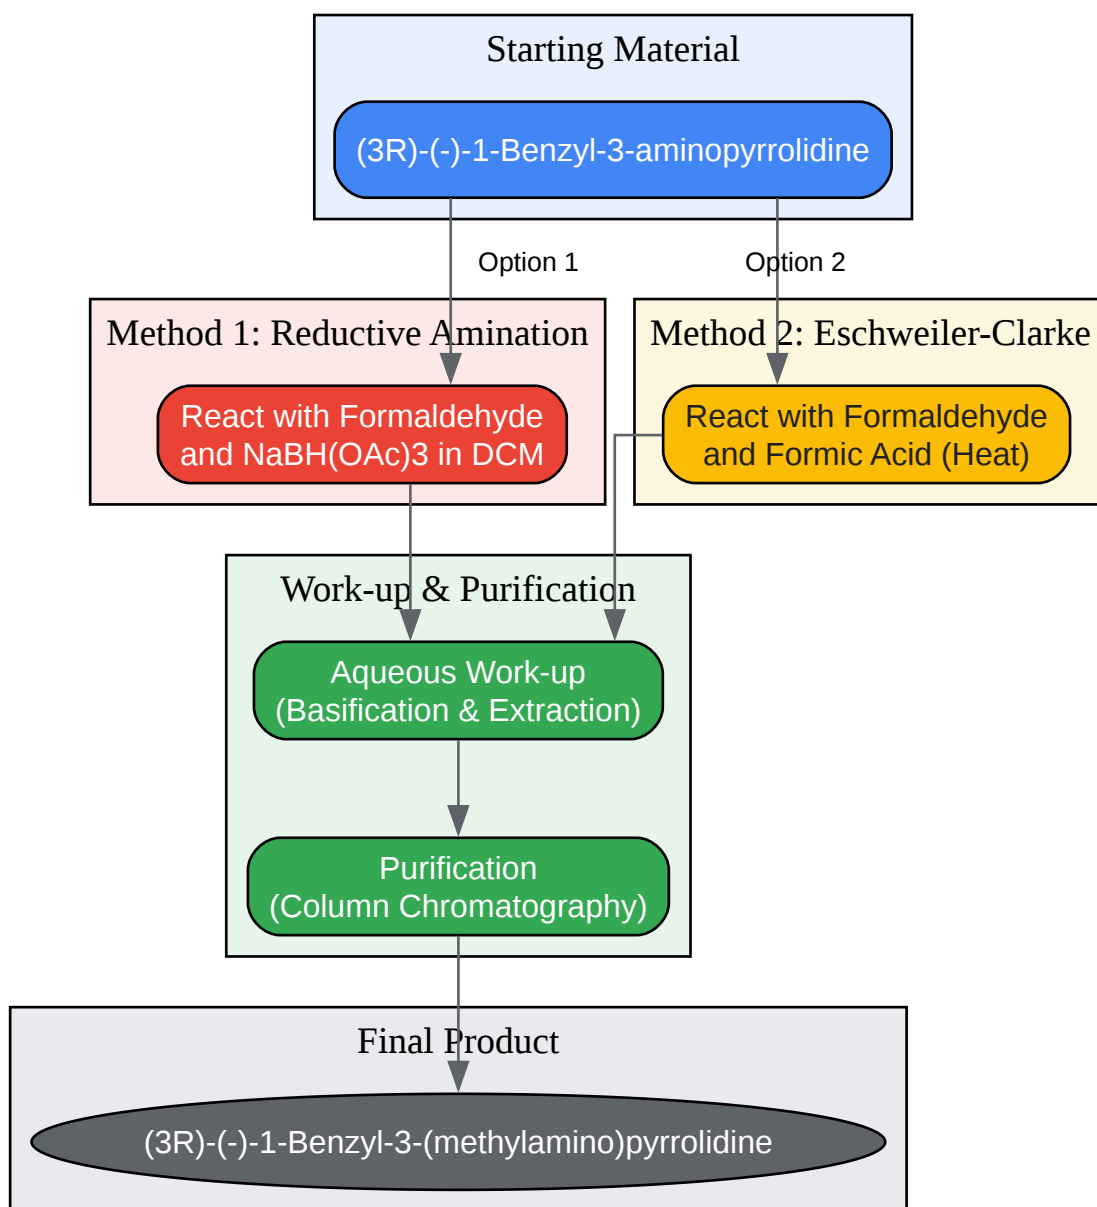 Starting Material
(3R)-(-)-1-Benzyl-3-aminopyrrolidine
Option 1
Option 2
Method 1: Reductive Amination
React with Formaldehyde
and NaBH(OAc)3 in DCM
Method 2: Eschweiler-Clarke
React with Formaldehyde
and Formic Acid (Heat)
Work-up & Purification
Aqueous Work-up
(Basification & Extraction)
Purification
(Column Chromatography)
Final Product
(3R)-(-)-1-Benzyl-3-(methylamino)pyrrolidine